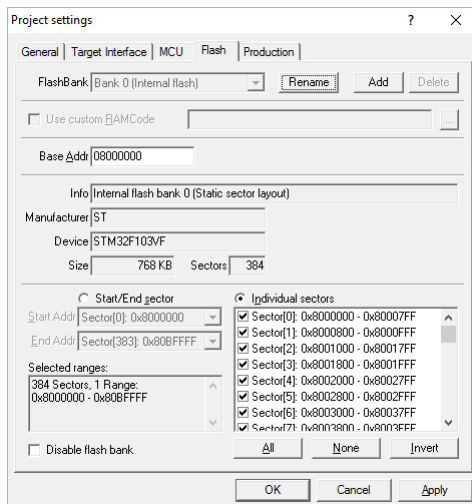 Project settings ? X
General Target Interface MCU Flash Production
FlashBank Bank 0 (Internal flash) Rename Add Delete
Use custom RAMCode ...
Base Addr 08000000
Info Internal flash bank 0 (Static sector layout)
Manufacturer ST
Device STM32F103VF
Size 768 KB Sectors 384
Start/End sector
Start Addr Sector[0]: 0x8000000
End Addr Sector[383]: 0x80BFFFF
Selected ranges:
384 Sectors, 1 Range:
0x8000000 - 0x80BFFFF
Disable flash bank
Individual sectors
Sector[0]: 0x8000000 - 0x80007FF
Sector[1]: 0x8000800 - 0x8000FFF
Sector[2]: 0x8001000 - 0x80017FF
Sector[3]: 0x8001800 - 0x8001FFF
Sector[4]: 0x8002000 - 0x80027FF
Sector[5]: 0x8002800 - 0x8002FFF
Sector[6]: 0x8003000 - 0x80037FF
Sector[7]: 0x8003800 - 0x8003FFF
All None Invert
OK Cancel Apply